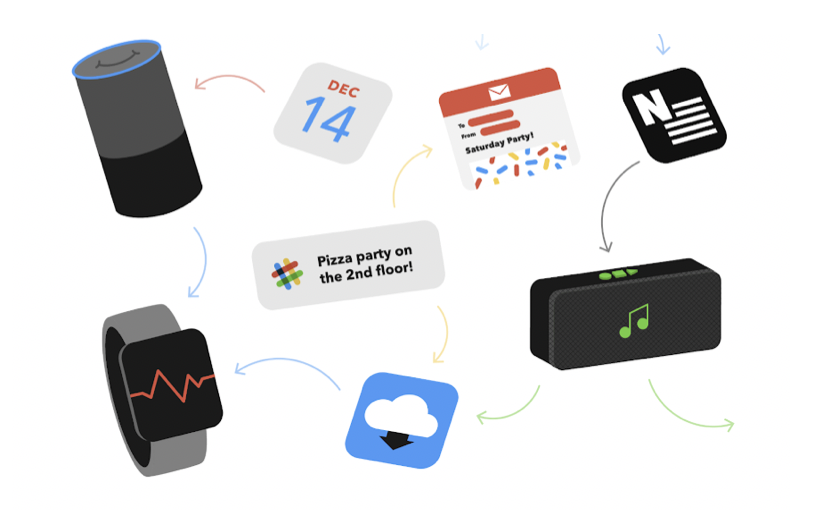 DEC
14
To
From
Saturday Party!
N
Pizza party on
the 2nd floor!